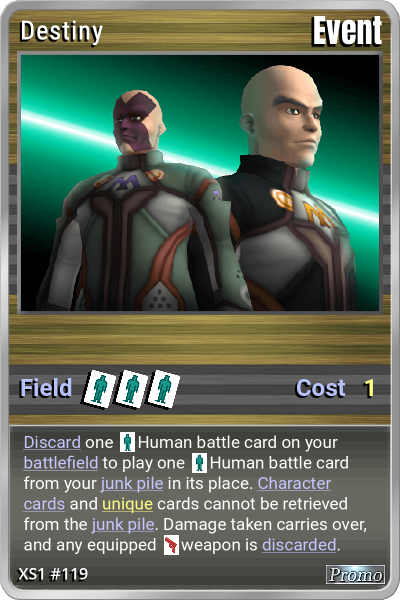 Destiny
Event
Field
Cost 1
Discard one Human battle card on your
battlefield to play one Human battle card
from your junk pile in its place. Character
cards and unique cards cannot be retrieved
from the junk pile. Damage taken carries over,
and any equipped weapon is discarded.
XS1 #119
Promo